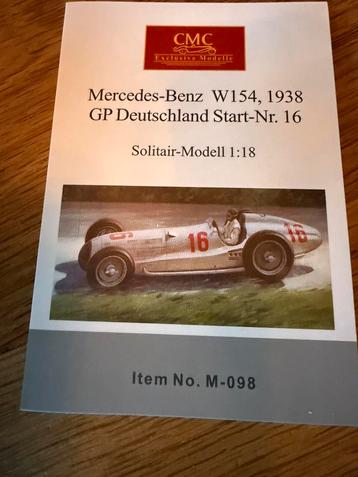 CMC
Exclusive Modelle
Mercedes-Benz W154, 1938
GP Deutschland Start-Nr. 16
Solitair-Modell 1:18
16
16
Item No. M-098